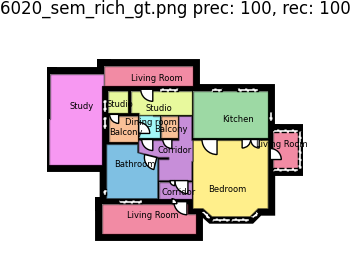 6020_sem_rich_gt.png prec: 100, rec: 100
Living Room
Study
Studio
Studio
Dining room
Kitchen
Balcony
Balcony
Living Room
Corridor
Bathroom
Corridor
Bedroom
Living Room